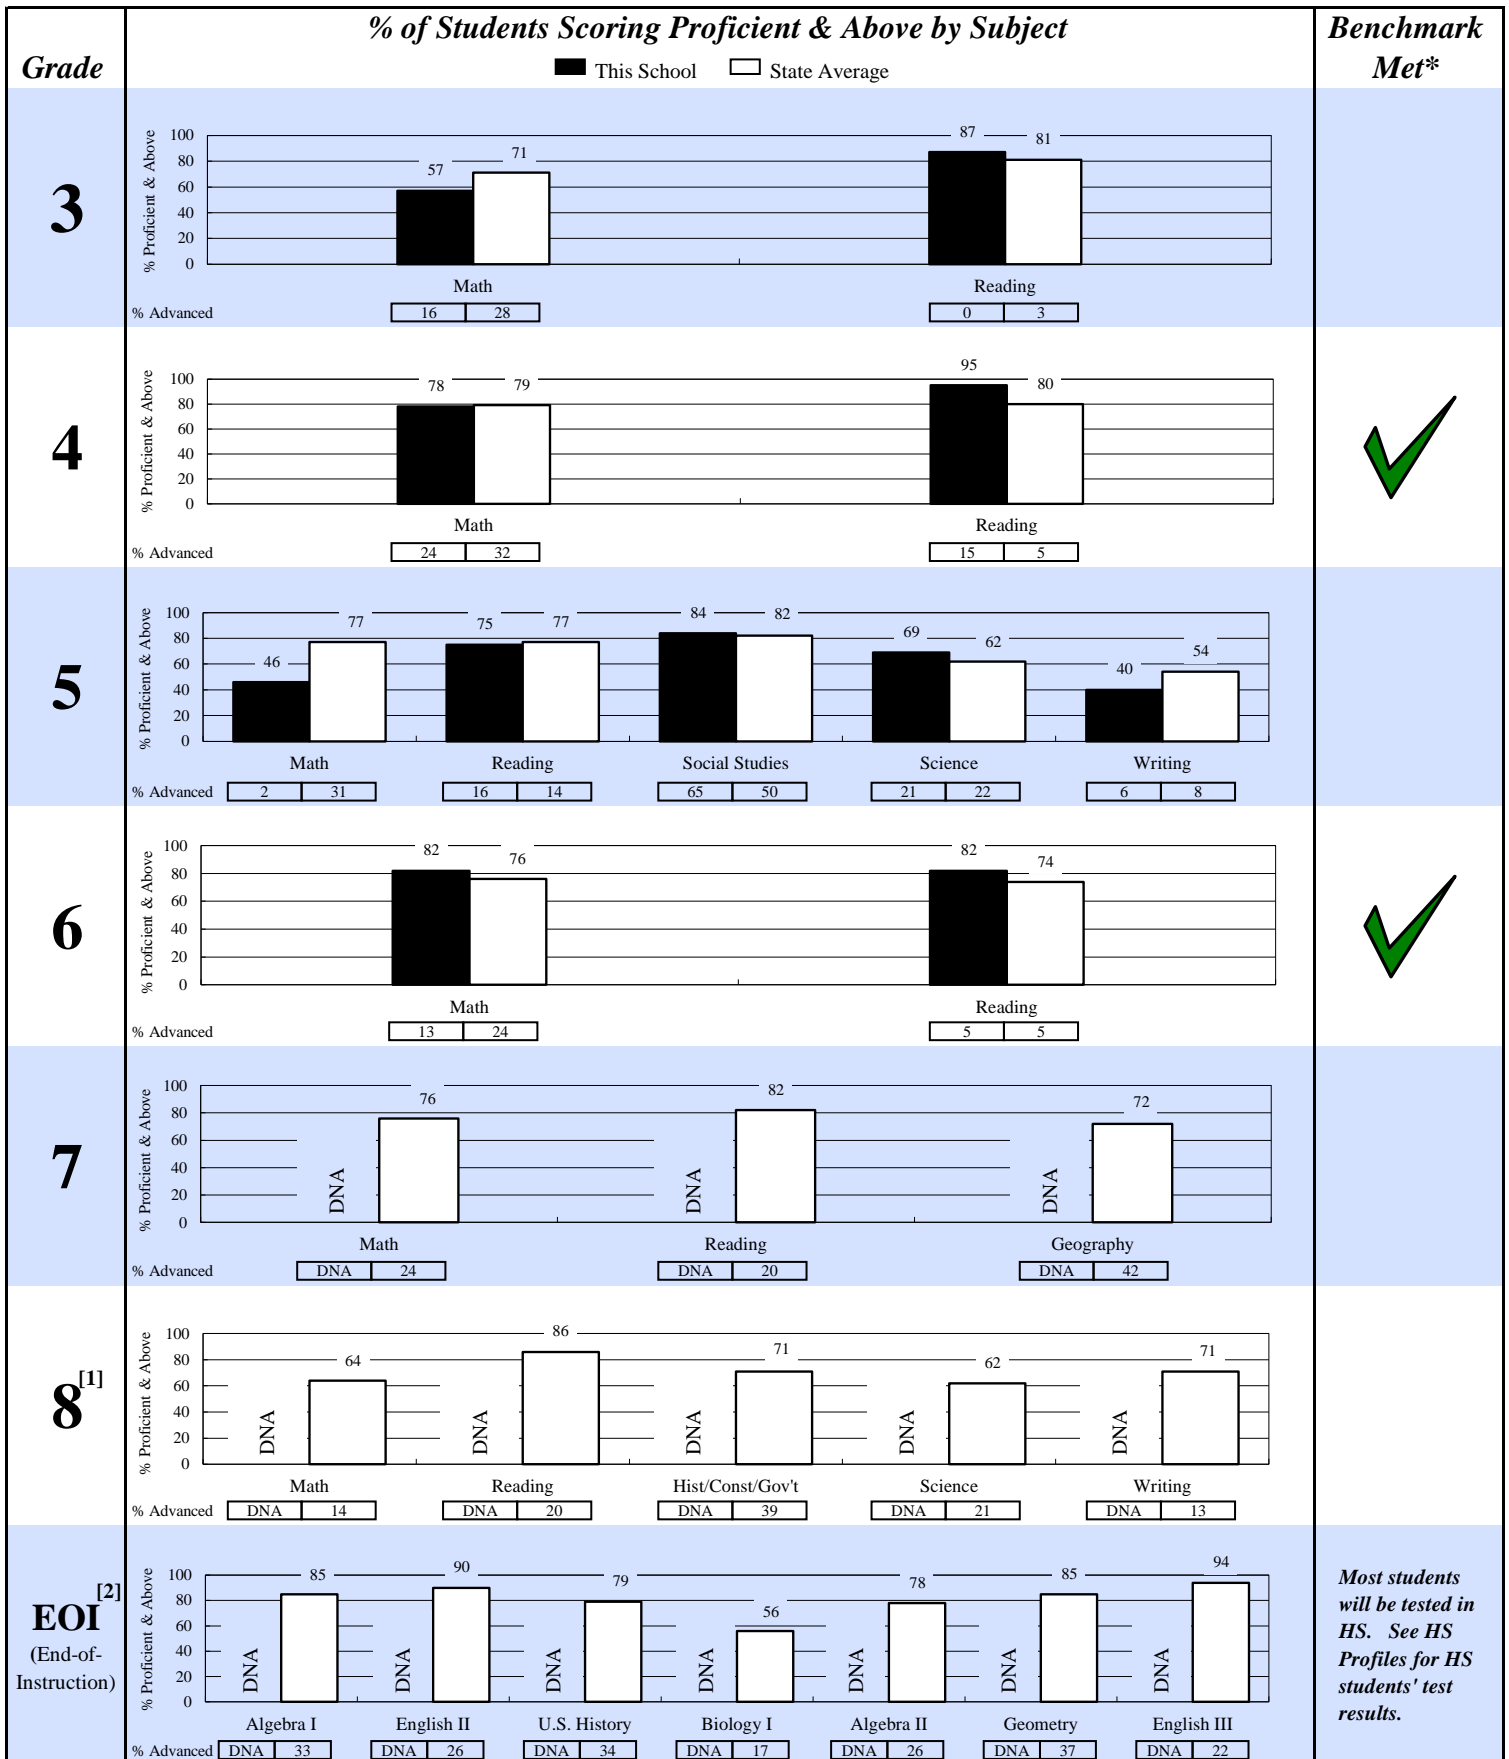 % of Students Scoring Proficient & Above by Subject
Benchmark
Met*
Grade
This School State Average
3
% Proficient & Above
100
80
60
40
20
0
57 71 87 81
Math Reading
% Advanced 16 28 0 3
4
% Proficient & Above
100
80
60
40
20
0
78 79 95 80
Math Reading
% Advanced 24 32 15 5
5
% Proficient & Above
100
80
60
40
20
0
46 77 75 77 84 82 69 62 40 54
Math Reading Social Studies Science Writing
% Advanced 2 31 16 14 65 50 21 22 6 8
6
% Proficient & Above
100
80
60
40
20
0
82 76 82 74
Math Reading
% Advanced 13 24 5 5
7
% Proficient & Above
100
80
60
40
20
0
DNA 76 DNA 82 DNA 72
Math Reading Geography
% Advanced DNA 24 DNA 20 DNA 42
8[1]
% Proficient & Above
100
80
60
40
20
0
DNA 64 DNA 86 DNA 71 DNA 62 DNA 71
Math Reading Hist/Const/Gov't Science Writing
% Advanced DNA 14 DNA 20 DNA 39 DNA 21 DNA 13
EOI[2]
(End-of-
Instruction)
% Proficient & Above
100
80
60
40
20
0
DNA 85 DNA 90 DNA 79 DNA 56 DNA 78 DNA 85 DNA 94
Algebra I English II U.S. History Biology I Algebra II Geometry English III
% Advanced DNA 33 DNA 26 DNA 34 DNA 17 DNA 26 DNA 37 DNA 22
Most students
will be tested in
HS. See HS
Profiles for HS
students' test
results.